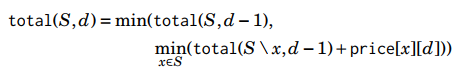 total(S,d) = min(total(S,d − 1),
min(total(S \ x,d − 1) + price[x][d]))
x∈S